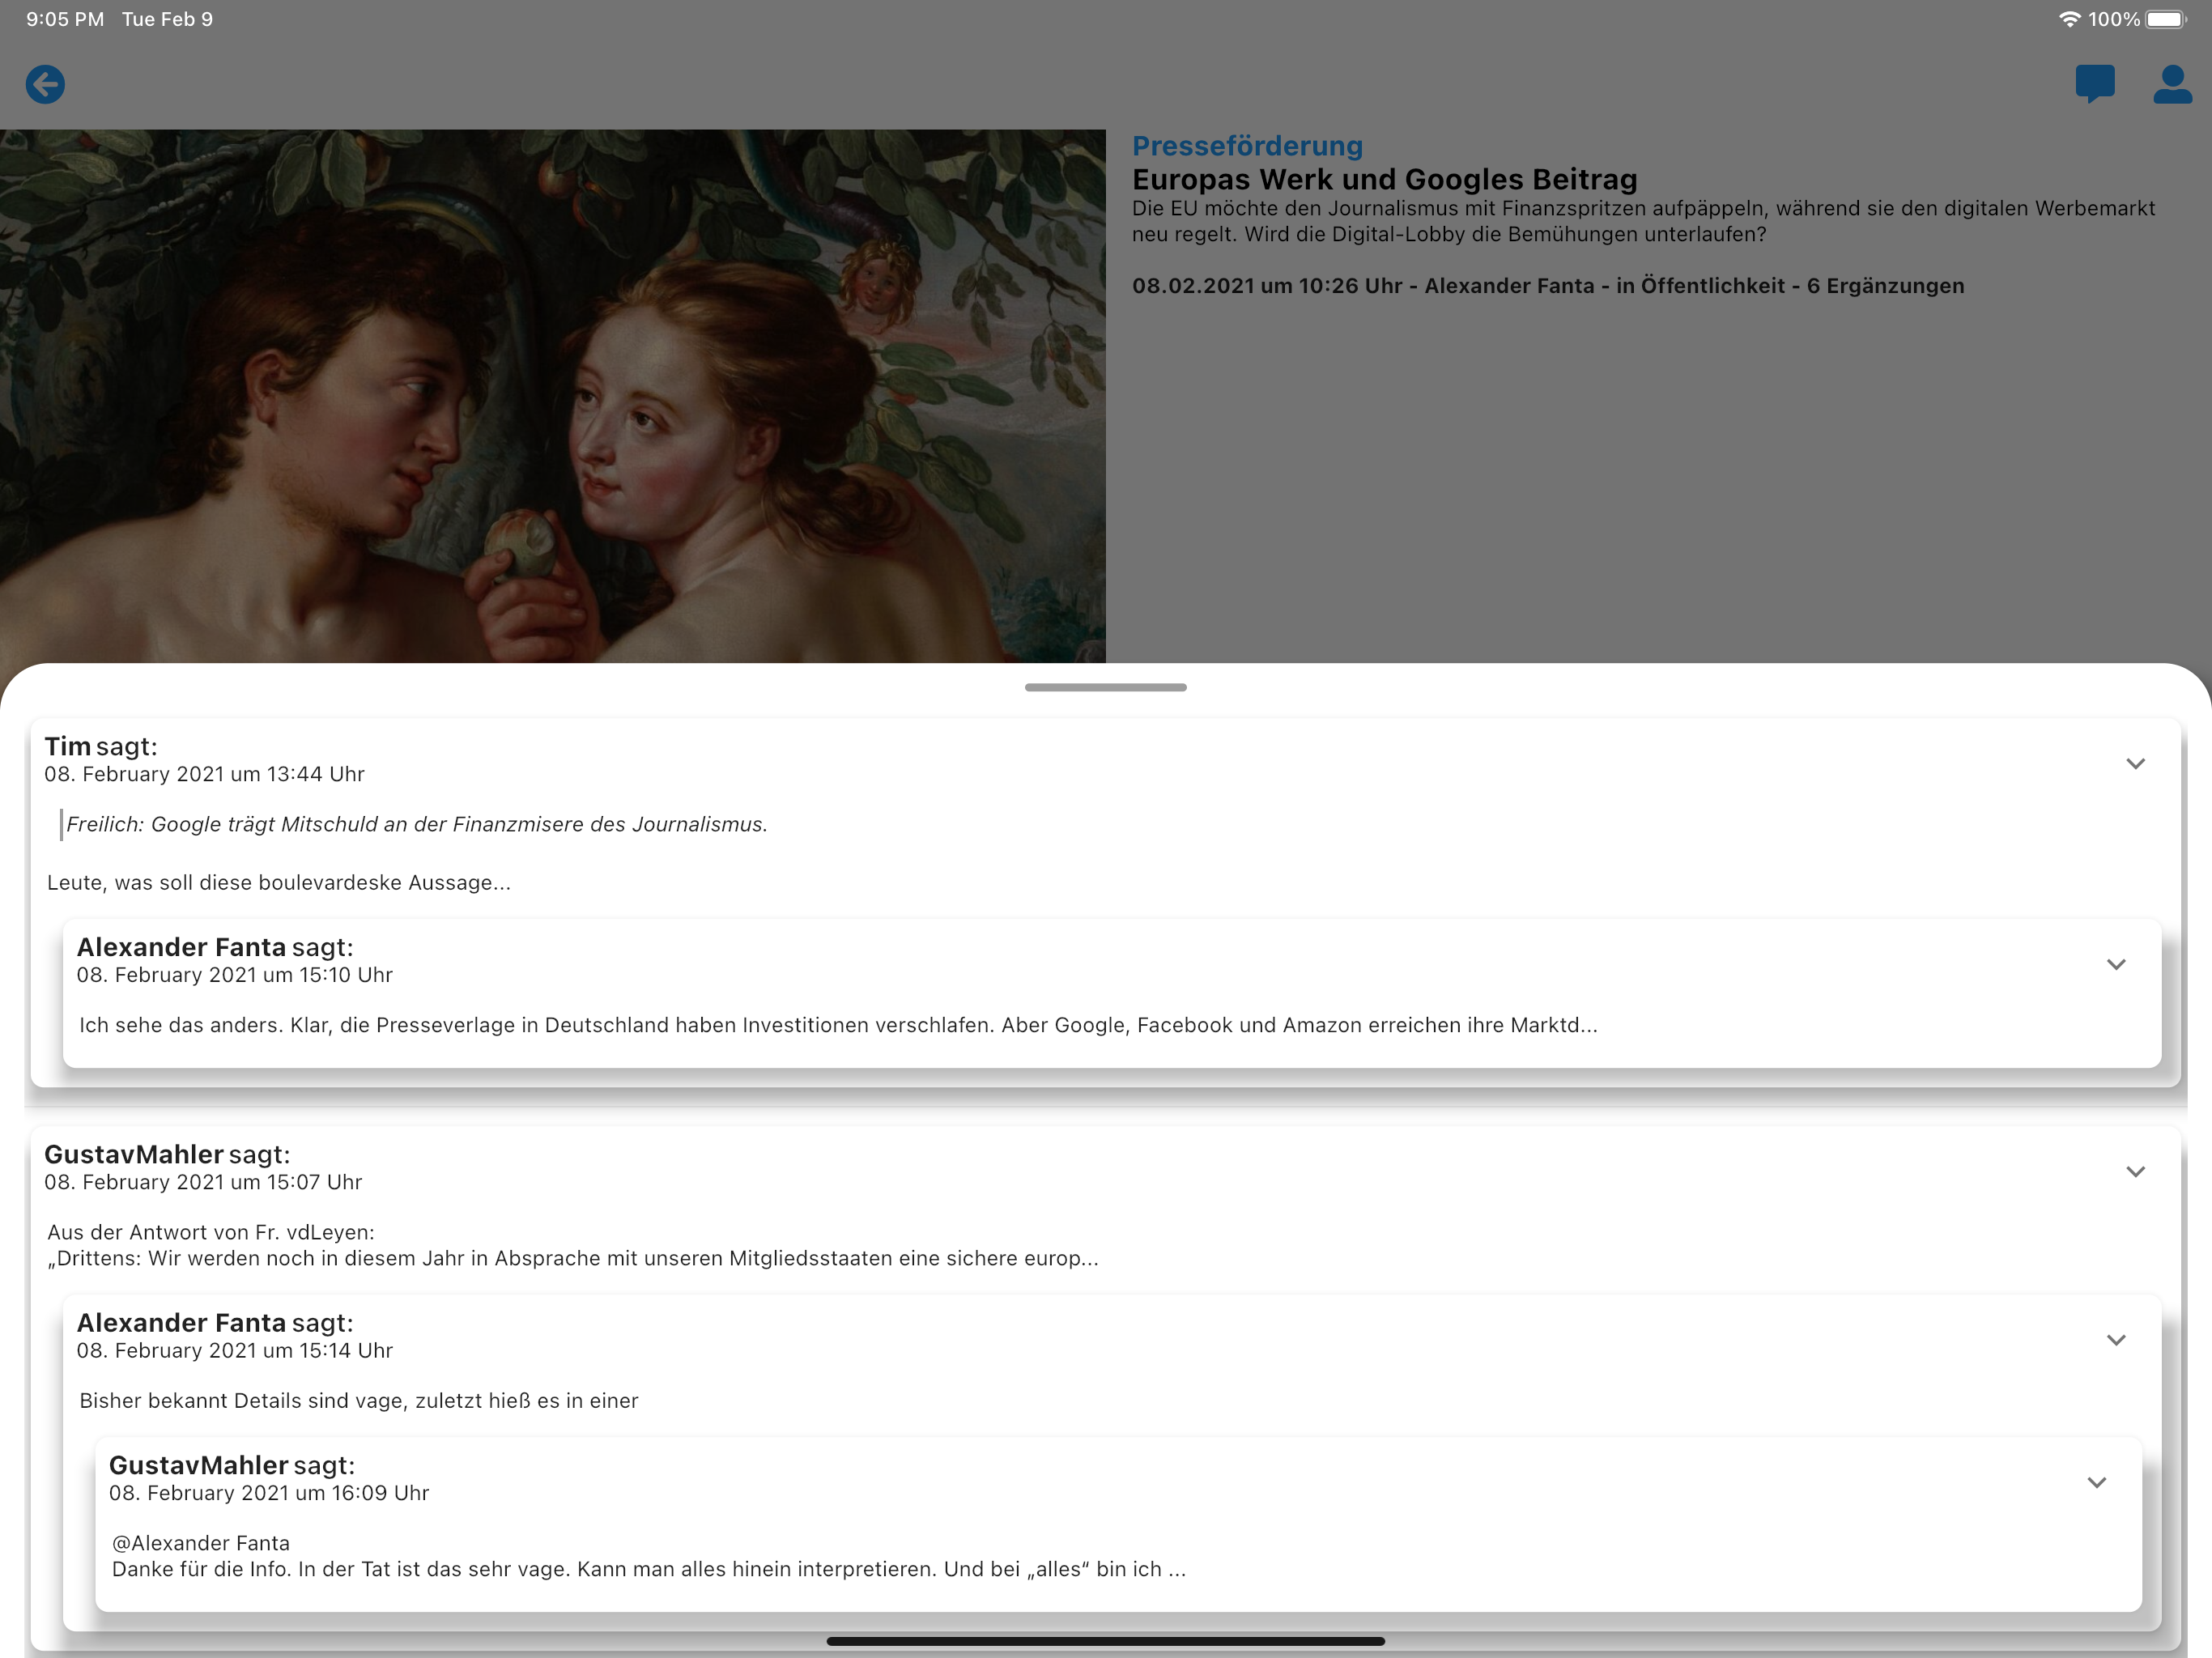 9:05 PM Tue Feb 9
100%
Presseförderung
Europas Werk und Googles Beitrag
Die EU möchte den Journalismus mit Finanzspritzen aufpäppeln, während sie den digitalen Werbemarkt
neu regelt. Wird die Digital-Lobby die Bemühungen unterlaufen?
08.02.2021 um 10:26 Uhr - Alexander Fanta - in Öffentlichkeit - 6 Ergänzungen
Tim sagt:
08. February 2021 um 13:44 Uhr
Freilich: Google trägt Mitschuld an der Finanzmisere des Journalismus.
Leute, was soll diese boulevardeske Aussage...
Alexander Fanta sagt:
08. February 2021 um 15:10 Uhr
Ich sehe das anders. Klar, die Presseverlage in Deutschland haben Investitionen verschlafen. Aber Google, Facebook und Amazon erreichen ihre Marktd...
GustavMahler sagt:
08. February 2021 um 15:07 Uhr
Aus der Antwort von Fr. vdLeyen:
„Drittens: Wir werden noch in diesem Jahr in Absprache mit unseren Mitgliedsstaaten eine sichere europ...
Alexander Fanta sagt:
08. February 2021 um 15:14 Uhr
Bisher bekannt Details sind vage, zuletzt hieß es in einer
GustavMahler sagt:
08. February 2021 um 16:09 Uhr
@Alexander Fanta
Danke für die Info. In der Tat ist das sehr vage. Kann man alles hinein interpretieren. Und bei „alles“ bin ich ...